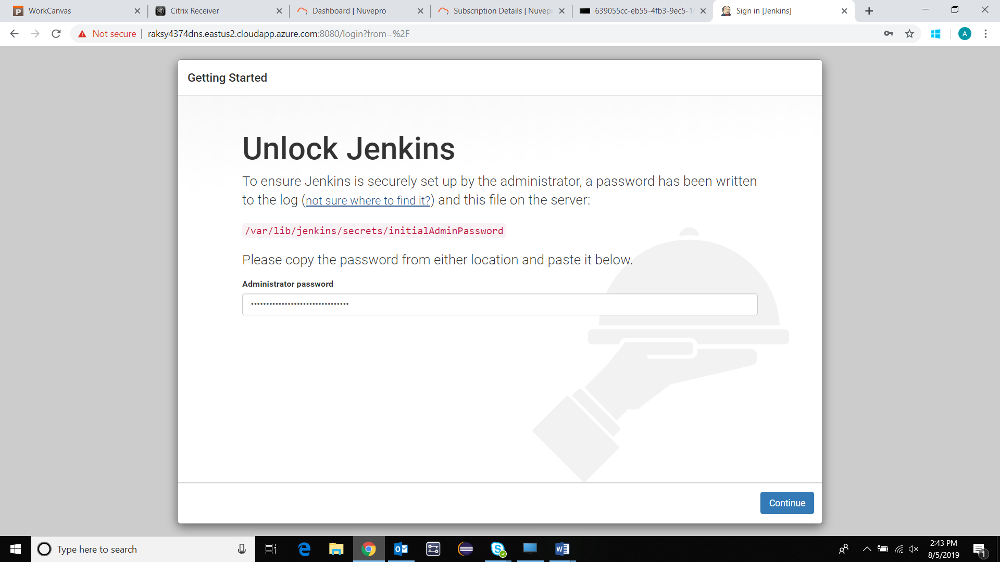 WorkCanvas
Citrix Receiver
Dashboard | Nuvepro
Subscription Details | Nuvepr
639055cc-eb55-4fb3-9ec5-1
Sign in [Jenkins]
Not secure | raksy4374dns.eastus2.cloudapp.azure.com:8080/login?from=%2F
A
Getting Started
Unlock Jenkins
To ensure Jenkins is securely set up by the administrator, a password has been written
to the log (not sure where to find it?) and this file on the server:
/var/lib/jenkins/secrets/initialAdminPassword
Please copy the password from either location and paste it below.
Administrator password
Continue
Type here to search
2:43 PM
8/5/2019
1